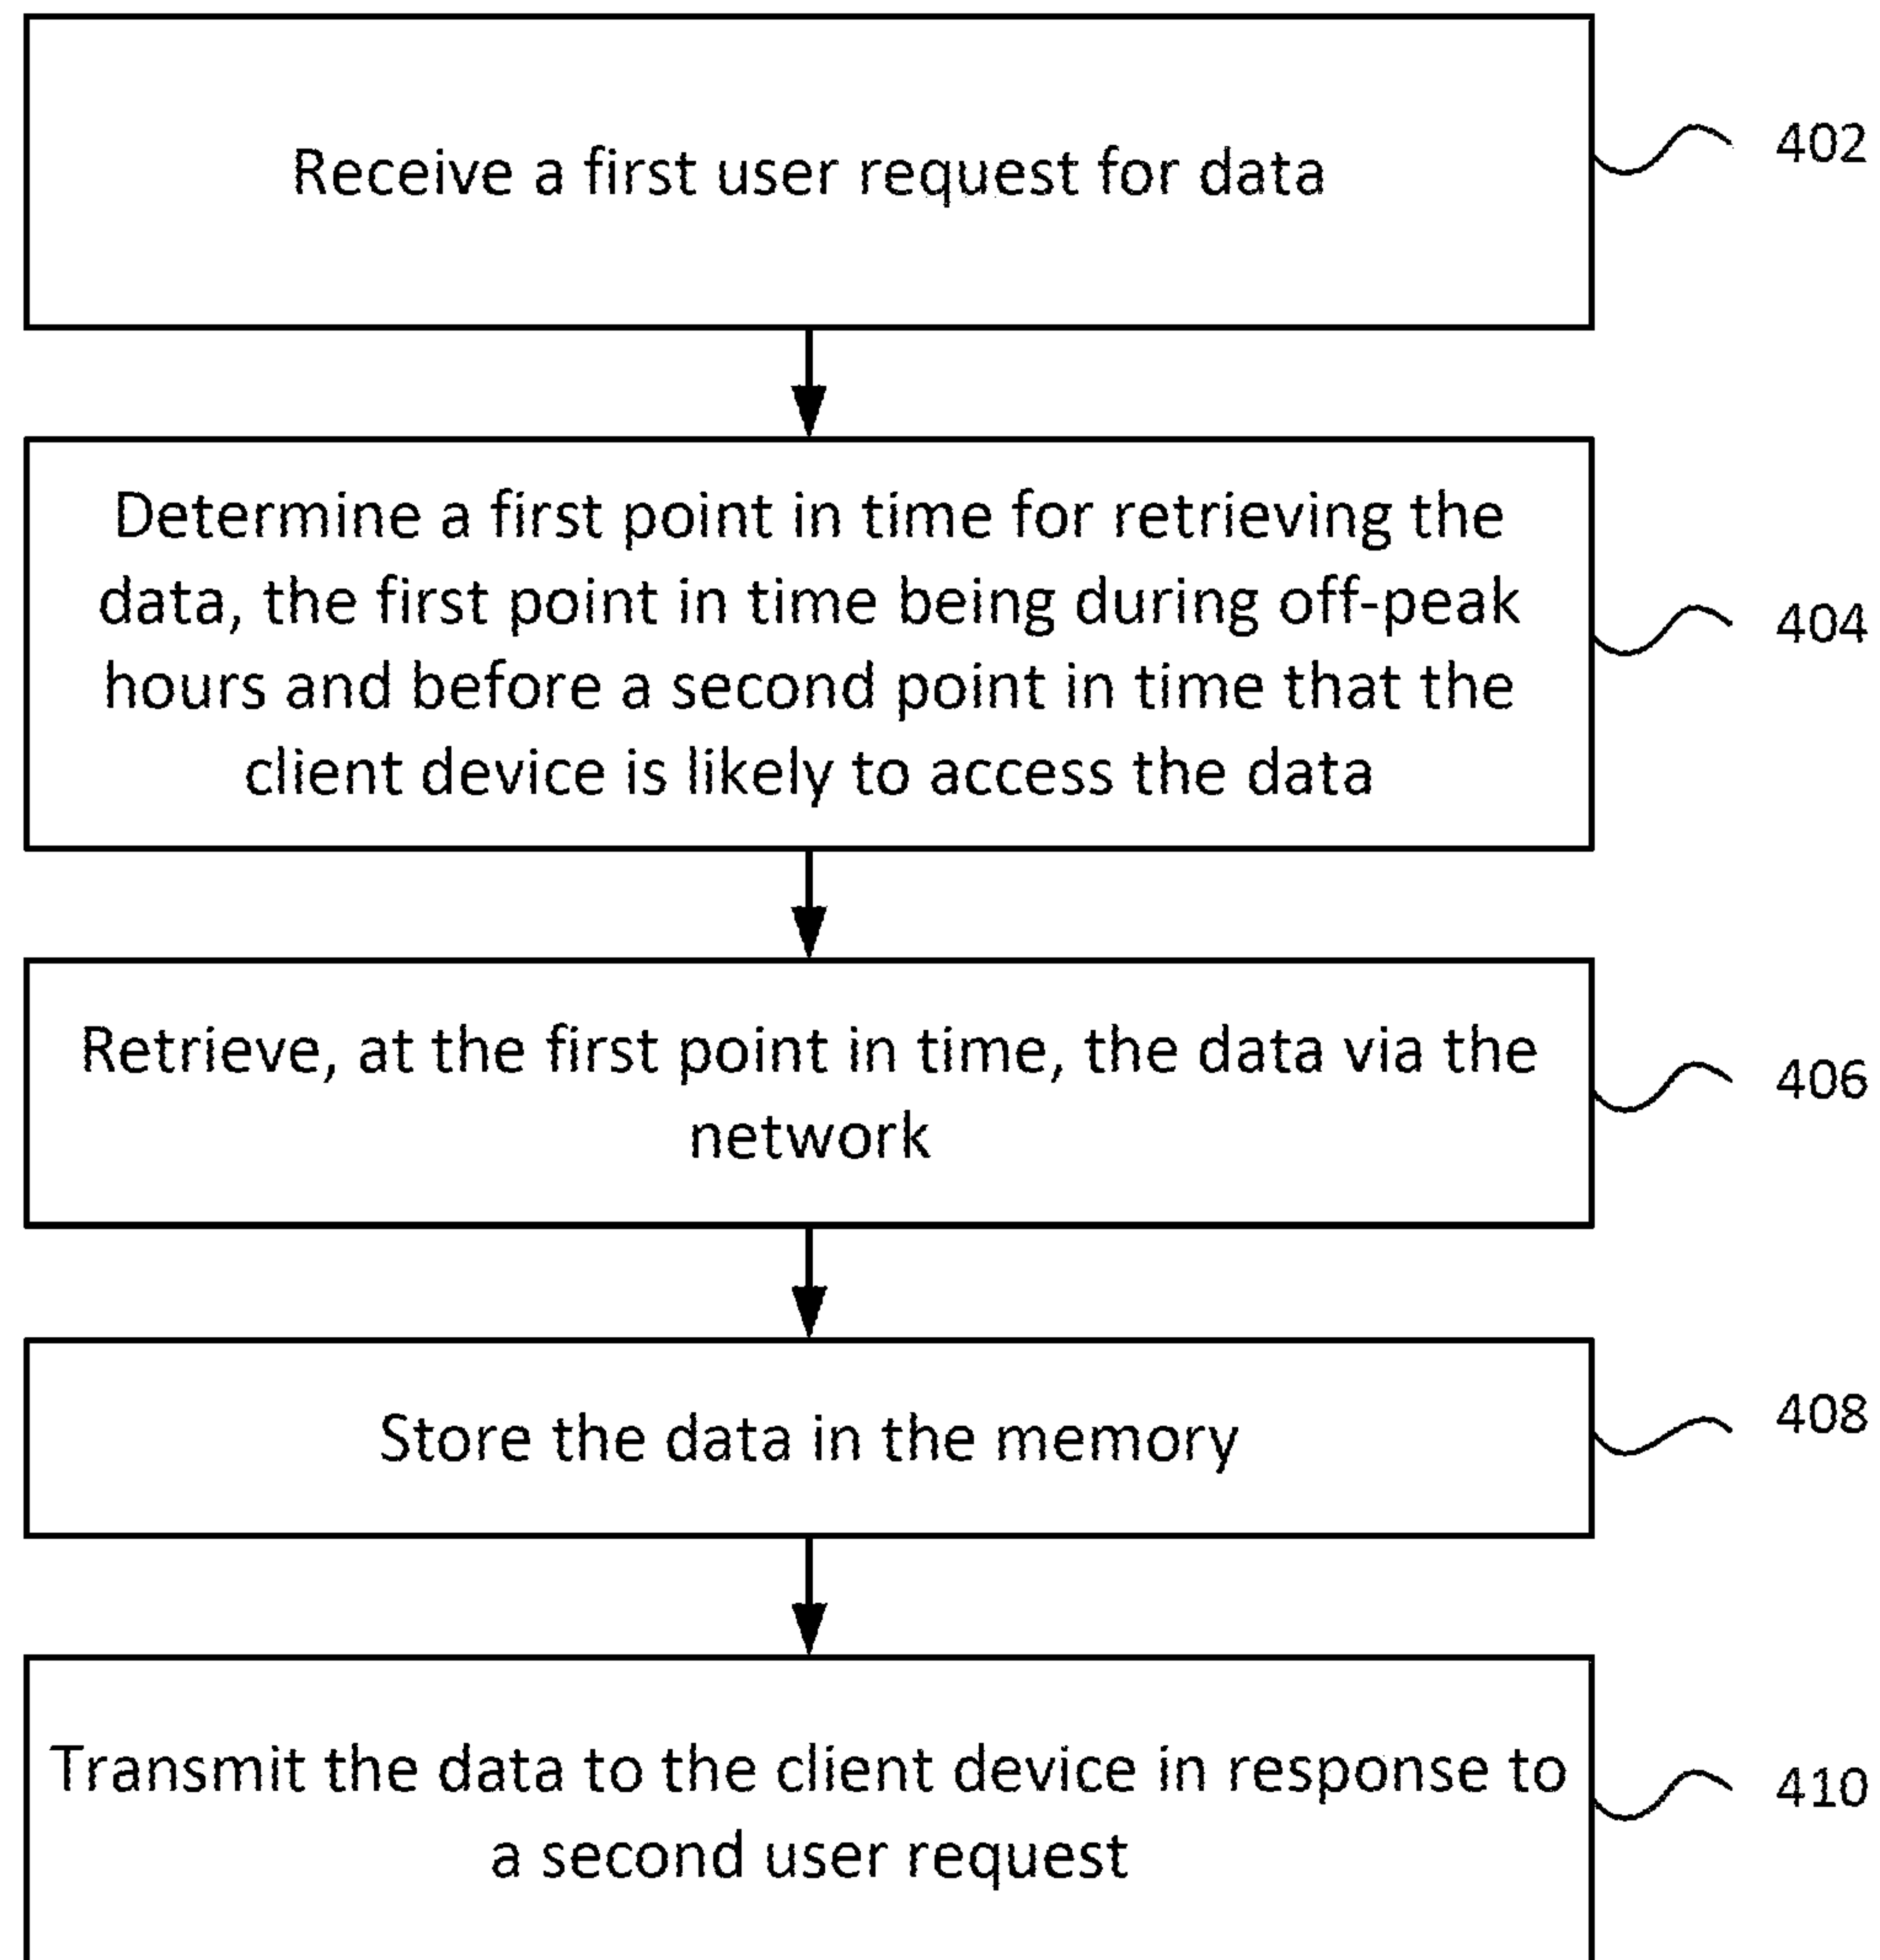 Receive a first user request for data
402
Determine a first point in time for retrieving the
data, the first point in time being during off-peak
hours and before a second point in time that the
client device is likely to access the data
404
Retrieve, at the first point in time, the data via the
network
406
Store the data in the memory
408
Transmit the data to the client device in response to
a second user request
410